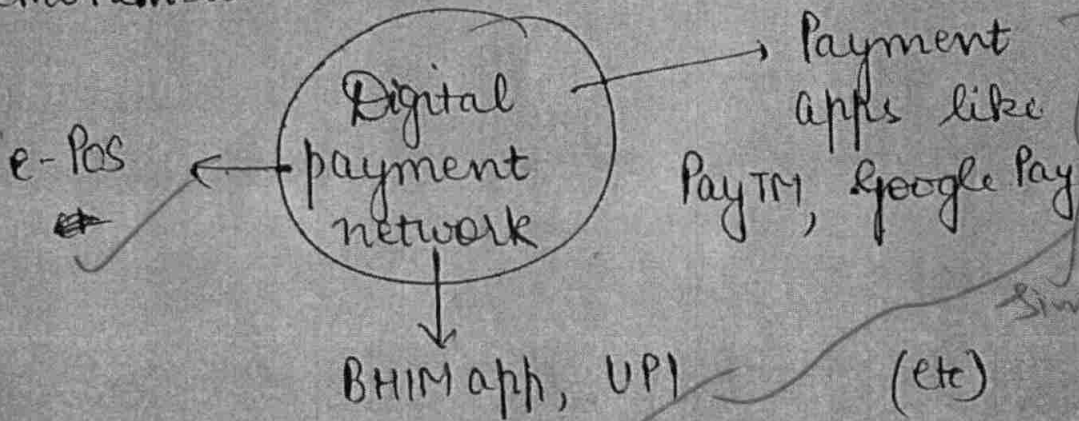 Digital
payment
network
e-Pos
Payment
apps like
PayTM, Google Pay
BHIM app, UPI
(etc)